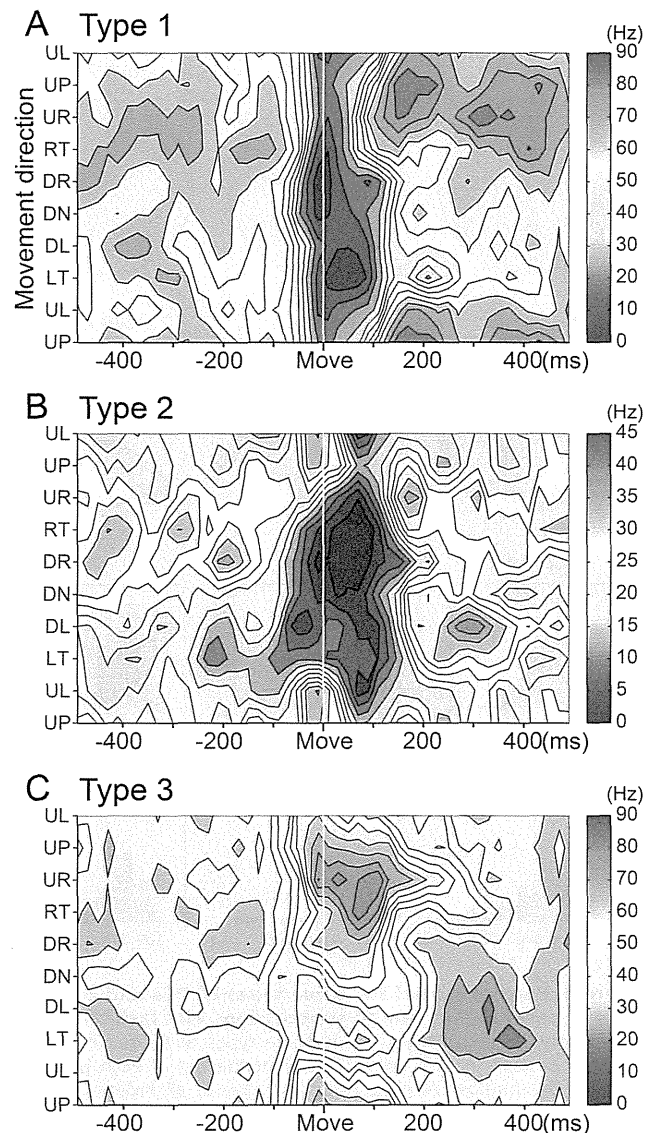 A Type 1
(Hz)
Movement direction
UL
UP
UR
RT
DR
DN
DL
LT
UL
UP
90
80
70
60
50
40
30
20
10
0
-400 -200 Move 200 400(ms)
B Type 2
(Hz)
UL
UP
UR
RT
DR
DN
DL
LT
UL
UP
45
40
35
30
25
20
15
10
5
0
-400 -200 Move 200 400(ms)
C Type 3
(Hz)
UL
UP
UR
RT
DR
DN
DL
LT
UL
UP
90
80
70
60
50
40
30
20
10
0
-400 -200 Move 200 400(ms)